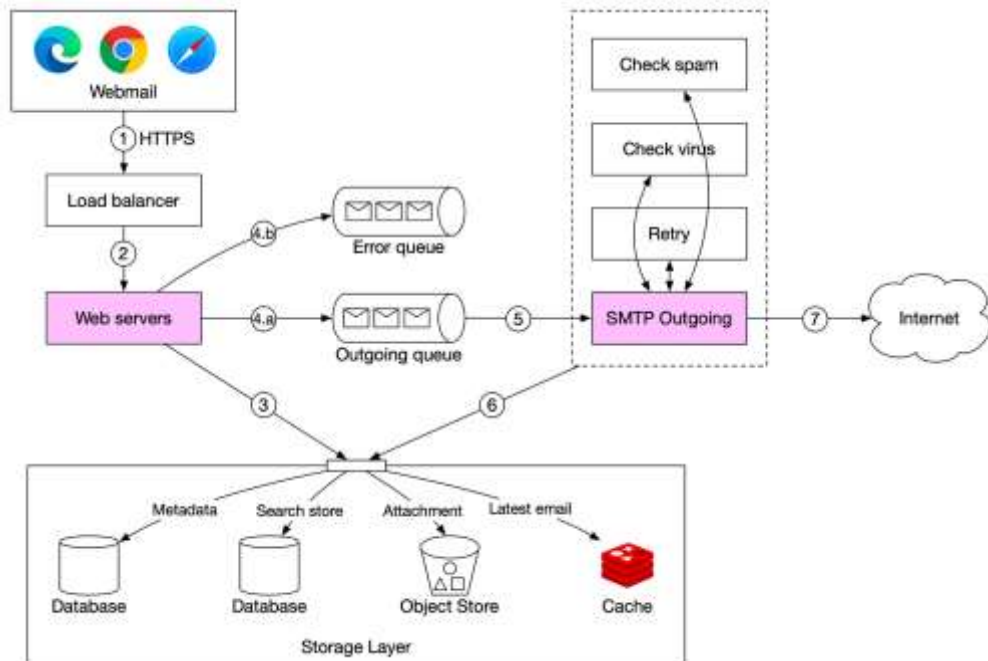 Webmail
1 HTTPS
Load balancer
2
Web servers
4.b
Error queue
4.a
Outgoing queue
5
Check spam
Check virus
Retry
SMTP Outgoing
7
Internet
3
6
Metadata
Search store
Attachment
Latest email
Database
Database
Object Store
Cache
Storage Layer